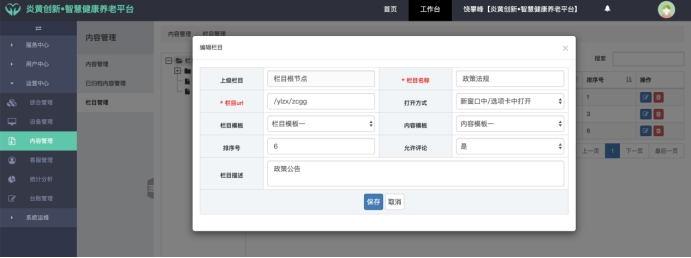 炎黄创新•智慧健康养老平台
首页
工作台
饶攀峰【炎黄创新•智慧健康养老平台】
服务中心
用户中心
运营中心
综合管理
设备管理
内容管理
客服管理
统计分析
台账管理
系统运维
内容管理
内容管理
已归档内容管理
栏目管理
内容管理
栏目管理
编辑栏目
×
上级栏目
栏目根节点
* 栏目名称
政策法规
* 栏目url
/ylzx/zcgg
打开方式
新窗口中/选项卡中打开
栏目模板
栏目模板一
内容模板
内容模板一
排序号
6
允许评论
是
栏目描述
政策公告
保存
取消
搜索
排序号
操作
1
3
6
上一页
1
下一页
最后一页